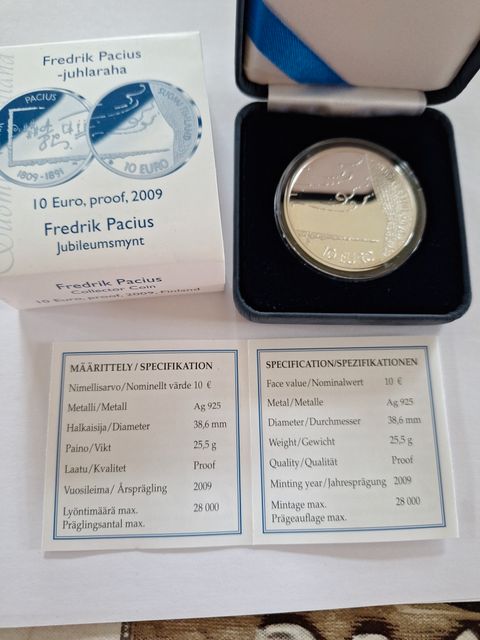 Fredrik Pacius
-juhlaraha
PACIUS
1809-1891
SUOMI FINLAND
10 EURO
10 Euro, proof, 2009
Fredrik Pacius
Jubileumsmynt
Fredrik Pacius
Collector Coin
10 Euro, proof, 2009, Finland
10 EURO
MÄÄRITTELY / SPECIFIKATION
Nimellisarvo/Nominellt värde 10 €
Metalli/Metall Ag 925
Halkaisija/Diameter 38,6 mm
Paino/Vikt 25,5 g
Laatu/Kvalitet Proof
Vuosileima/ Årsprägling 2009
Lyöntimäärä max. 28 000
Präglingsantal max.
SPECIFICATION/SPEZIFIKATIONEN
Face value/Nominalwert 10 €
Metal/Metalle Ag 925
Diameter/Durchmesser 38,6 mm
Weight/Gewicht 25,5 g
Quality/Qualität Proof
Minting year/Jahresprägung 2009
Mintage max. 28 000
Prägeauflage max.